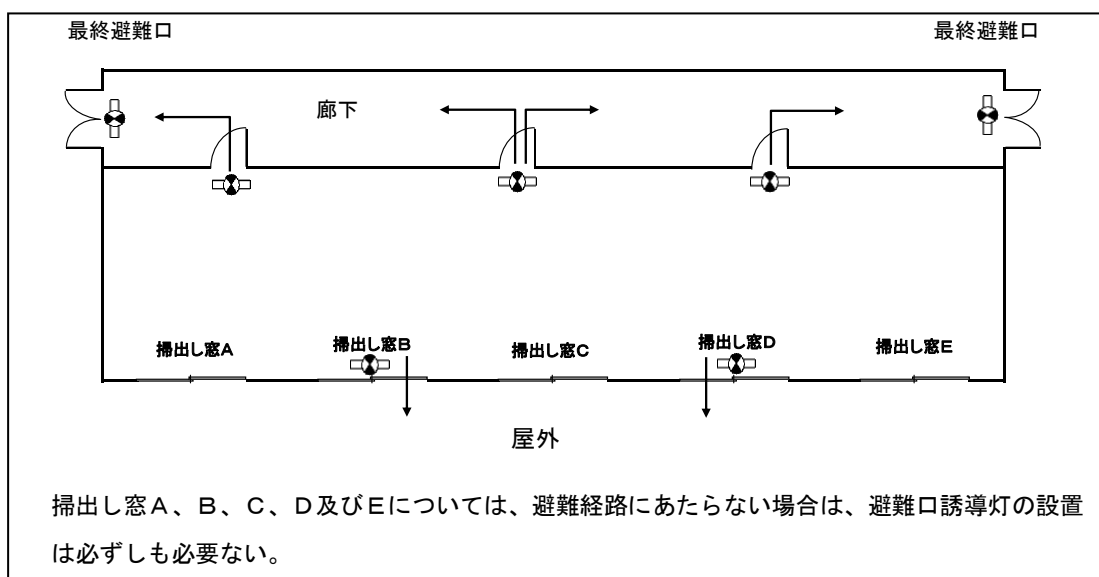 最終避難口
最終避難口
廊下
掃出し窓A
掃出し窓B
掃出し窓C
掃出し窓D
掃出し窓E
屋外
掃出し窓A、B、C、D及びEについては、避難経路にあたらない場合は、避難口誘導灯の設置
は必ずしも必要ない。